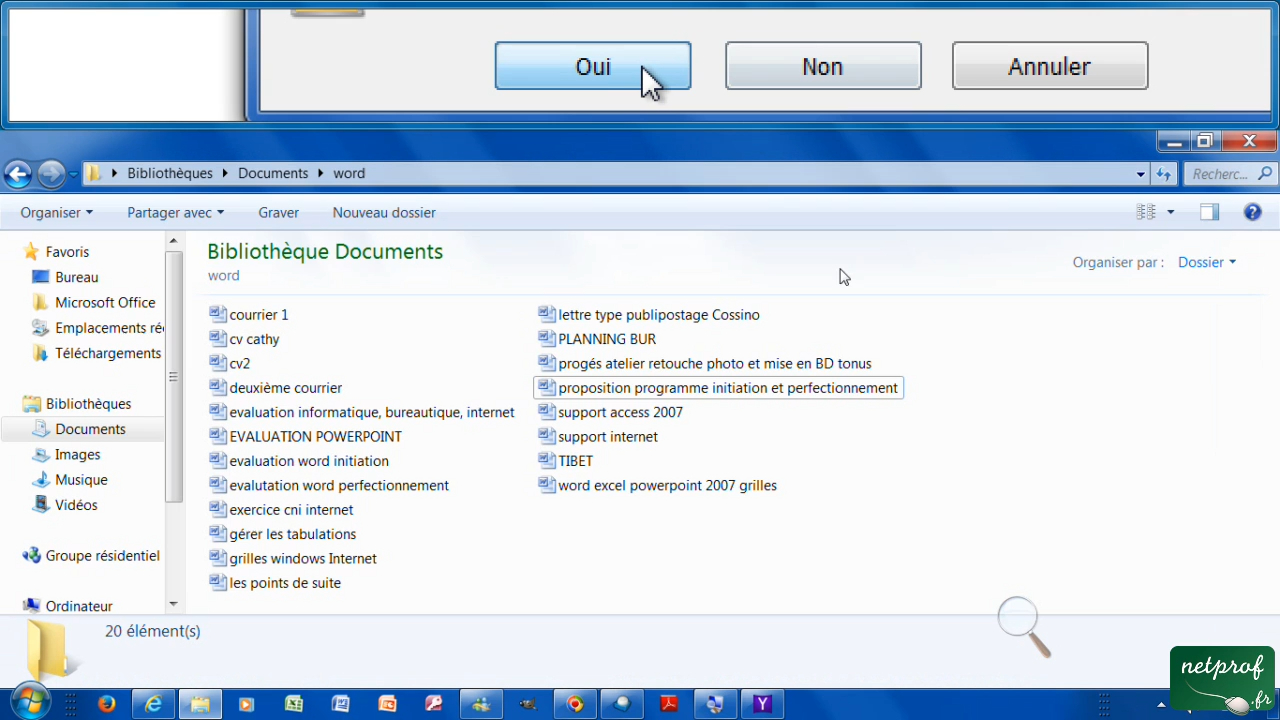 Oui
Non
Annuler
Bibliothèques
Documents
word
Recherc...
Organiser
Partager avec
Graver
Nouveau dossier
Favoris
Bureau
Microsoft Office
Emplacements ré
Téléchargements
Bibliothèques
Documents
Images
Musique
Vidéos
Groupe résidentiel
Ordinateur
Bibliothèque Documents
word
Organiser par :
Dossier
courrier 1
cv cathy
cv2
deuxième courrier
evaluation informatique, bureautique, internet
EVALUATION POWERPOINT
evaluation word initiation
evalutation word perfectionnement
exercice cni internet
gérer les tabulations
grilles windows Internet
les points de suite
lettre type publipostage Cossino
PLANNING BUR
progés atelier retouche photo et mise en BD tonus
proposition programme initiation et perfectionnement
support access 2007
support internet
TIBET
word excel powerpoint 2007 grilles
20 élément(s)
netprof
.fr